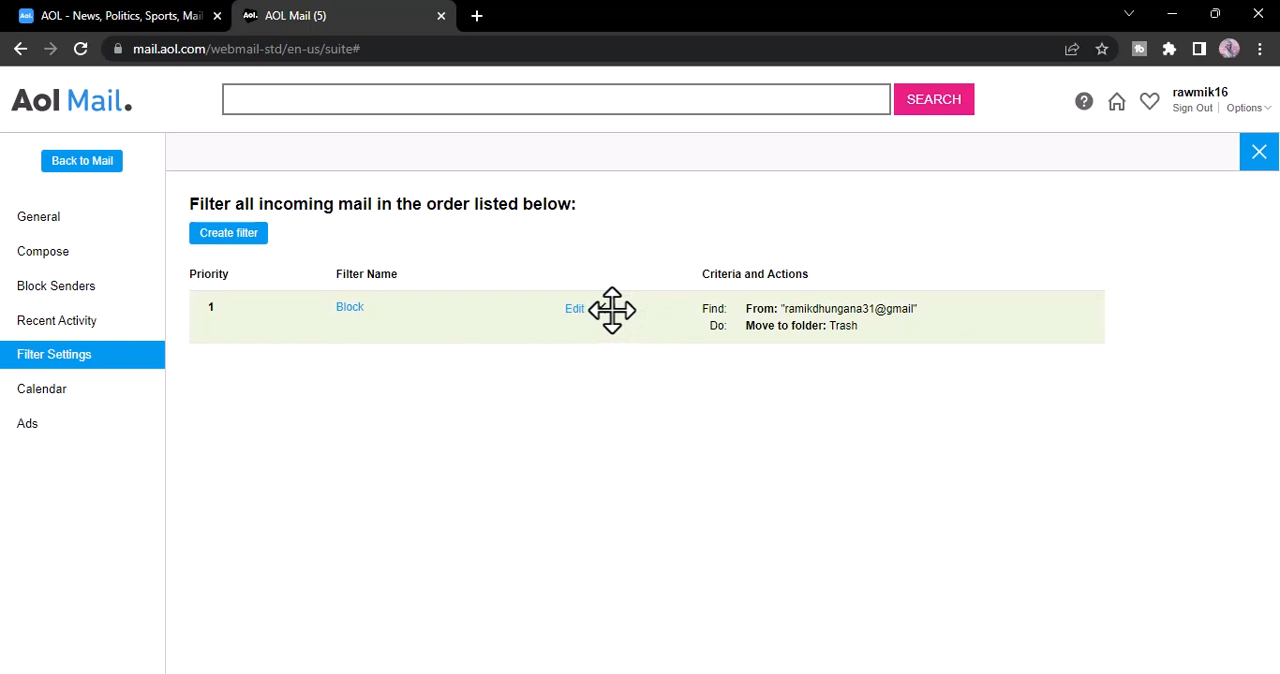 AOL - News, Politics, Sports, Mai
Aol. AOL Mail (5)
mail.aol.com/webmail-std/en-us/suite#
Aol Mail.
SEARCH
rawmik16
Sign Out | Options
Back to Mail
General
Compose
Block Senders
Recent Activity
Filter Settings
Calendar
Ads
Filter all incoming mail in the order listed below:
Create filter
Priority Filter Name Criteria and Actions
1 Block Edit Find: From: "ramikdhungana31@gmail"
Do: Move to folder: Trash